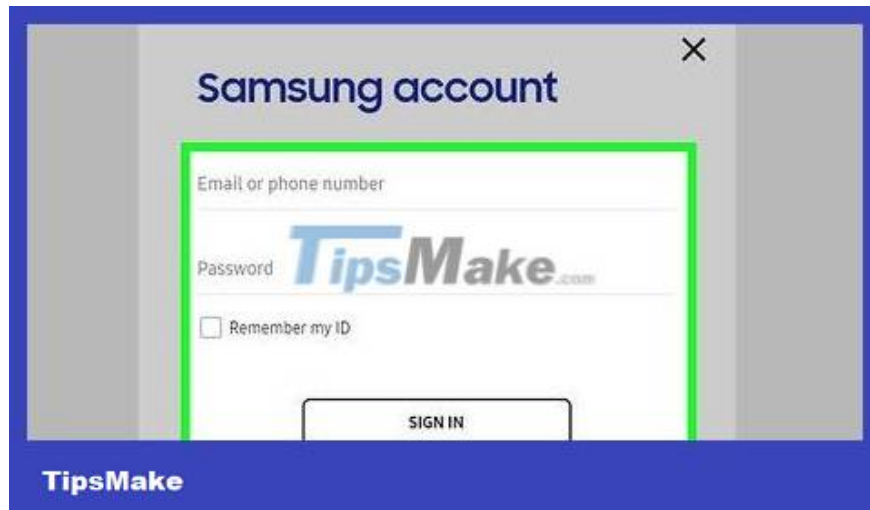 Samsung account
Email or phone number
Password
TipsMake.com
Remember my ID
SIGN IN
TipsMake